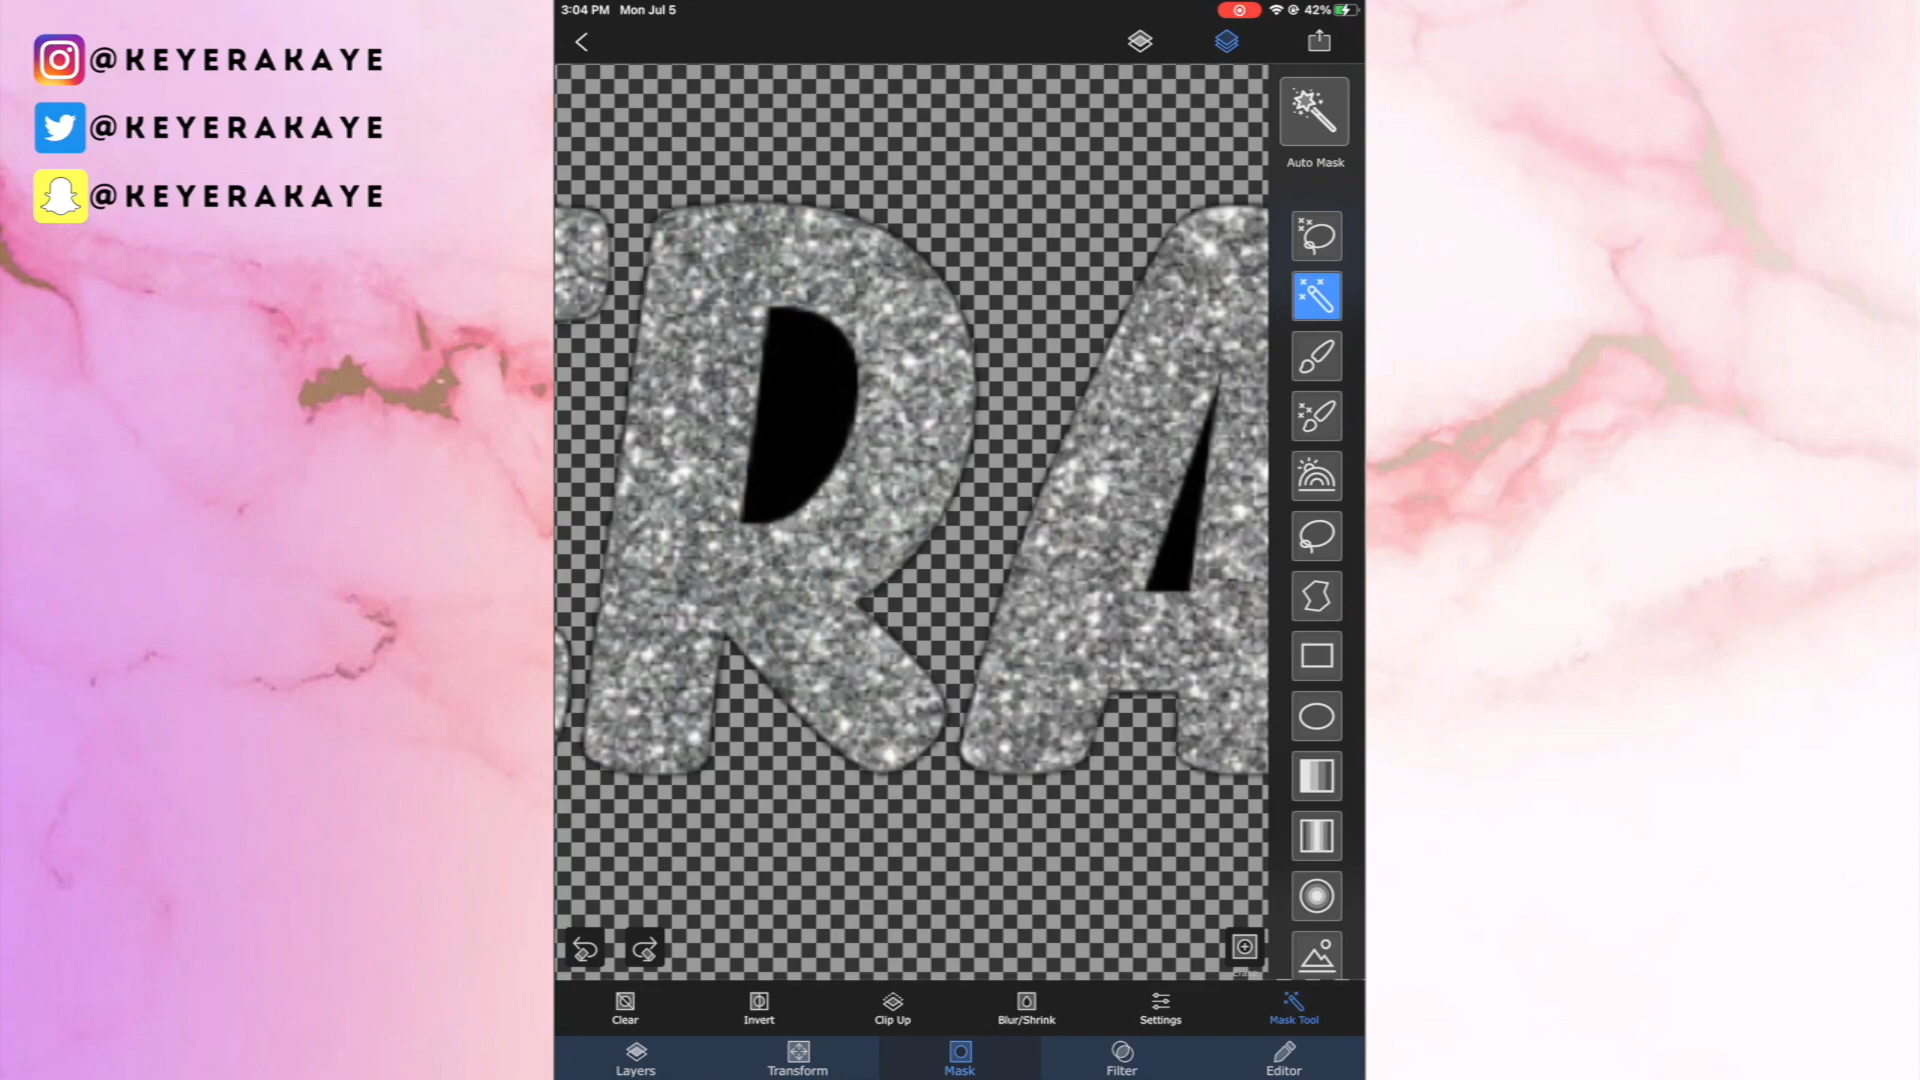 @KEYERAKAYE
@KEYERAKAYE
@KEYERAKAYE
3:04 PM Mon Jul 5
42%
Auto Mask
RA
Clear Invert Clip Up Blur/Shrink Settings Mask Tool
Layers Transform Mask Filter Editor